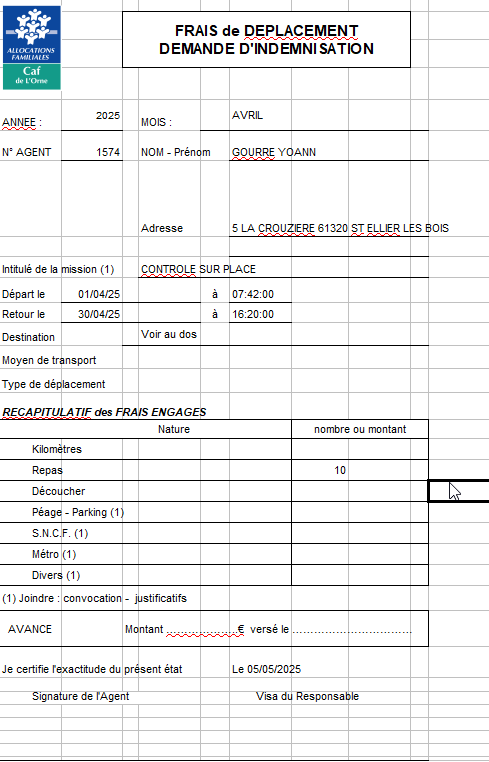 ALLOCATIONS
FAMILIALES
Caf
de l'Orne
FRAIS de DEPLACEMENT
DEMANDE D'INDEMNISATION
ANNEE : 2025 MOIS : AVRIL
N° AGENT 1574 NOM - Prénom GOURRE YOANN
Adresse 5 LA CROUZIERE 61320 ST ELLIER LES BOIS
Intitulé de la mission (1) CONTROLE SUR PLACE
Départ le 01/04/25 à 07:42:00
Retour le 30/04/25 à 16:20:00
Destination Voir au dos
Moyen de transport
Type de déplacement
RECAPITULATIF des FRAIS ENGAGES
Nature nombre ou montant
Kilomètres
Repas 10
Découcher
Péage - Parking (1)
S.N.C.F. (1)
Métro (1)
Divers (1)
(1) Joindre : convocation - justificatifs
AVANCE Montant ........................€ versé le .................................
Je certifie l'exactitude du présent état Le 05/05/2025
Signature de l'Agent Visa du Responsable